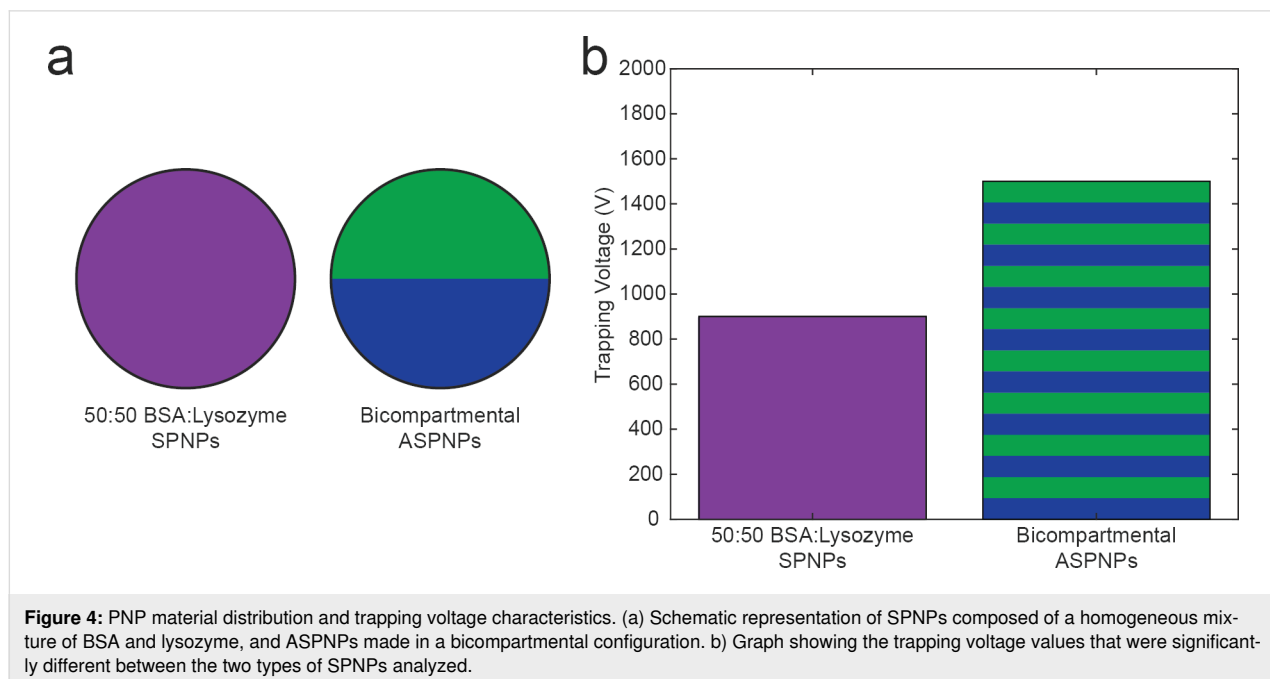 a
50:50 BSA:Lysozyme
SPNPs
Bicompartmental
ASPNPs
b
Trapping Voltage (V)
2000
1800
1600
1400
1200
1000
800
600
400
200
0
50:50 BSA:Lysozyme
SPNPs
Bicompartmental
ASPNPs
Figure 4: PNP material distribution and trapping voltage characteristics. (a) Schematic representation of SPNPs composed of a homogeneous mix-
ture of BSA and lysozyme, and ASPNPs made in a bicompartmental configuration. b) Graph showing the trapping voltage values that were significant-
ly different between the two types of SPNPs analyzed.